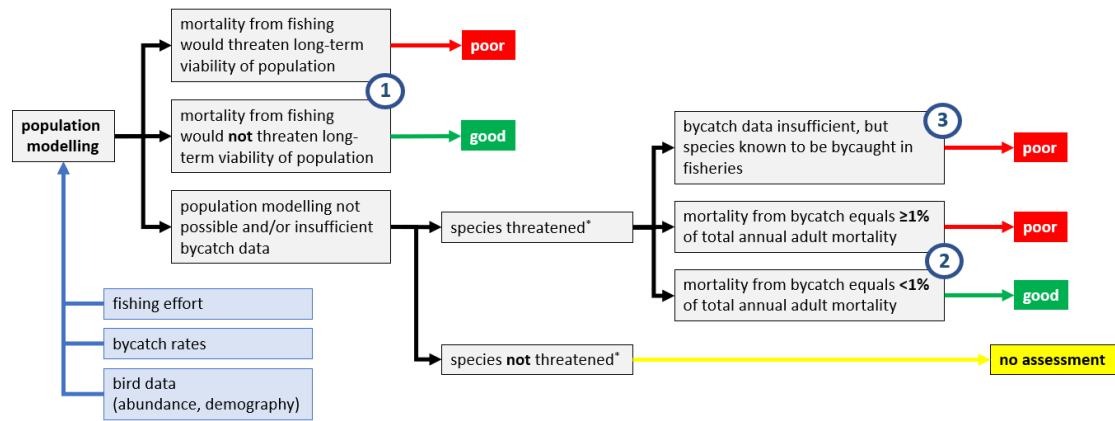 mortality from fishing
would threaten long-term
viability of population
poor
1
population
modelling
mortality from fishing
would not threaten long-
term viability of population
good
3
bycatch data insufficient, but
species known to be bycaught in
fisheries
poor
population modelling not
possible and/or insufficient
bycatch data
species threatened*
mortality from bycatch equals ≥1%
of total annual adult mortality
poor
2
mortality from bycatch equals <1%
of total annual adult mortality
good
fishing effort
bycatch rates
species not threatened*
no assessment
bird data
(abundance, demography)